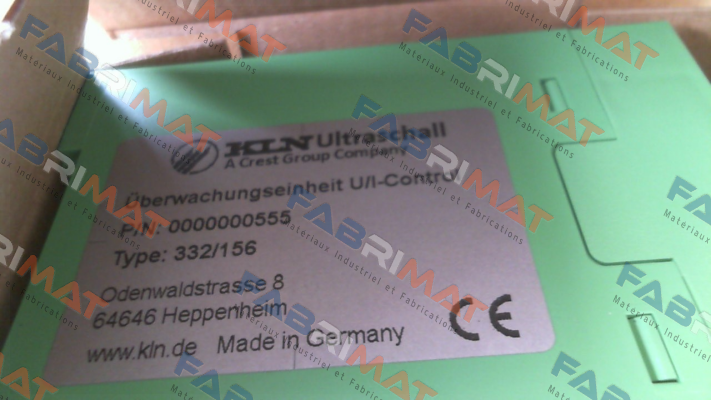 KLN Ultraschall
A Crest Group Company
Überwachungseinheit U/I-Control
P/N: 0000000555
Type: 332/156
Odenwaldstrasse 8
64646 Heppenheim
www.kln.de Made in Germany
CE
FABRIMAT
Materiaux Industriel et Fabrications